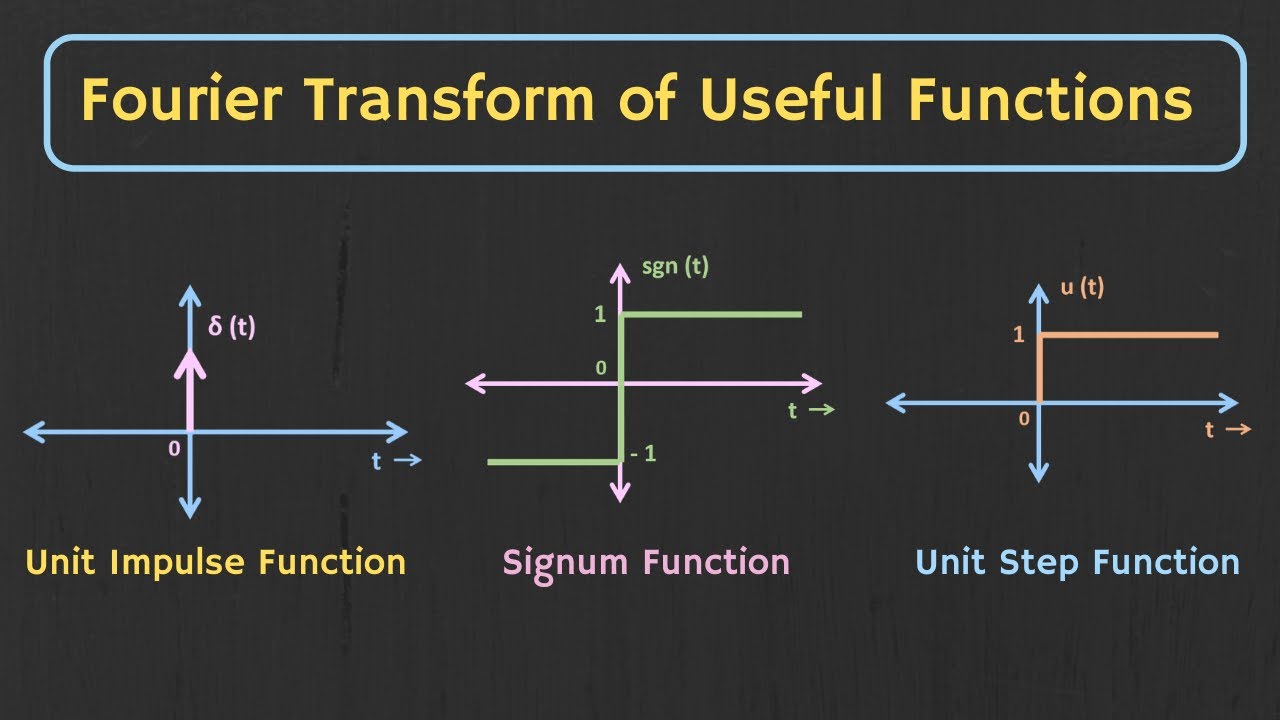 Fourier Transform of Useful Functions
δ (t)
0
t →
Unit Impulse Function
sgn (t)
1
0
t →
- 1
Signum Function
u (t)
1
0
t →
Unit Step Function